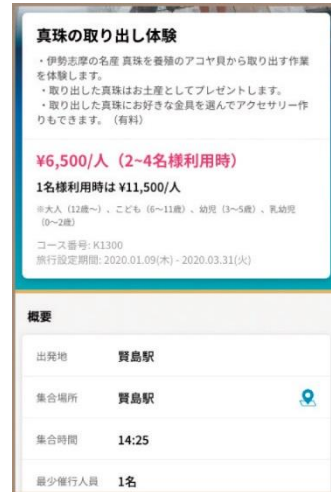 真珠の取り出し体験
・伊勢志摩の名産 真珠を養殖のアコヤ貝から取り出す作業
を体験します。
・取り出した真珠はお土産としてプレゼントします。
・取り出した真珠にお好きな金具を選んでアクセサリー作
りもできます。（有料）
¥6,500/人（2~4名様利用時）
1名様利用時は ¥11,500/人
※大人（12歳〜）、こども（6〜11歳）、幼児（3〜5歳）、乳幼児
（0〜2歳）
コース番号: K1300
旅行設定期間: 2020.01.09(木) - 2020.03.31(火)
概要
出発地 賢島駅
集合場所 賢島駅
集合時間 14:25
最少催行人員 1名